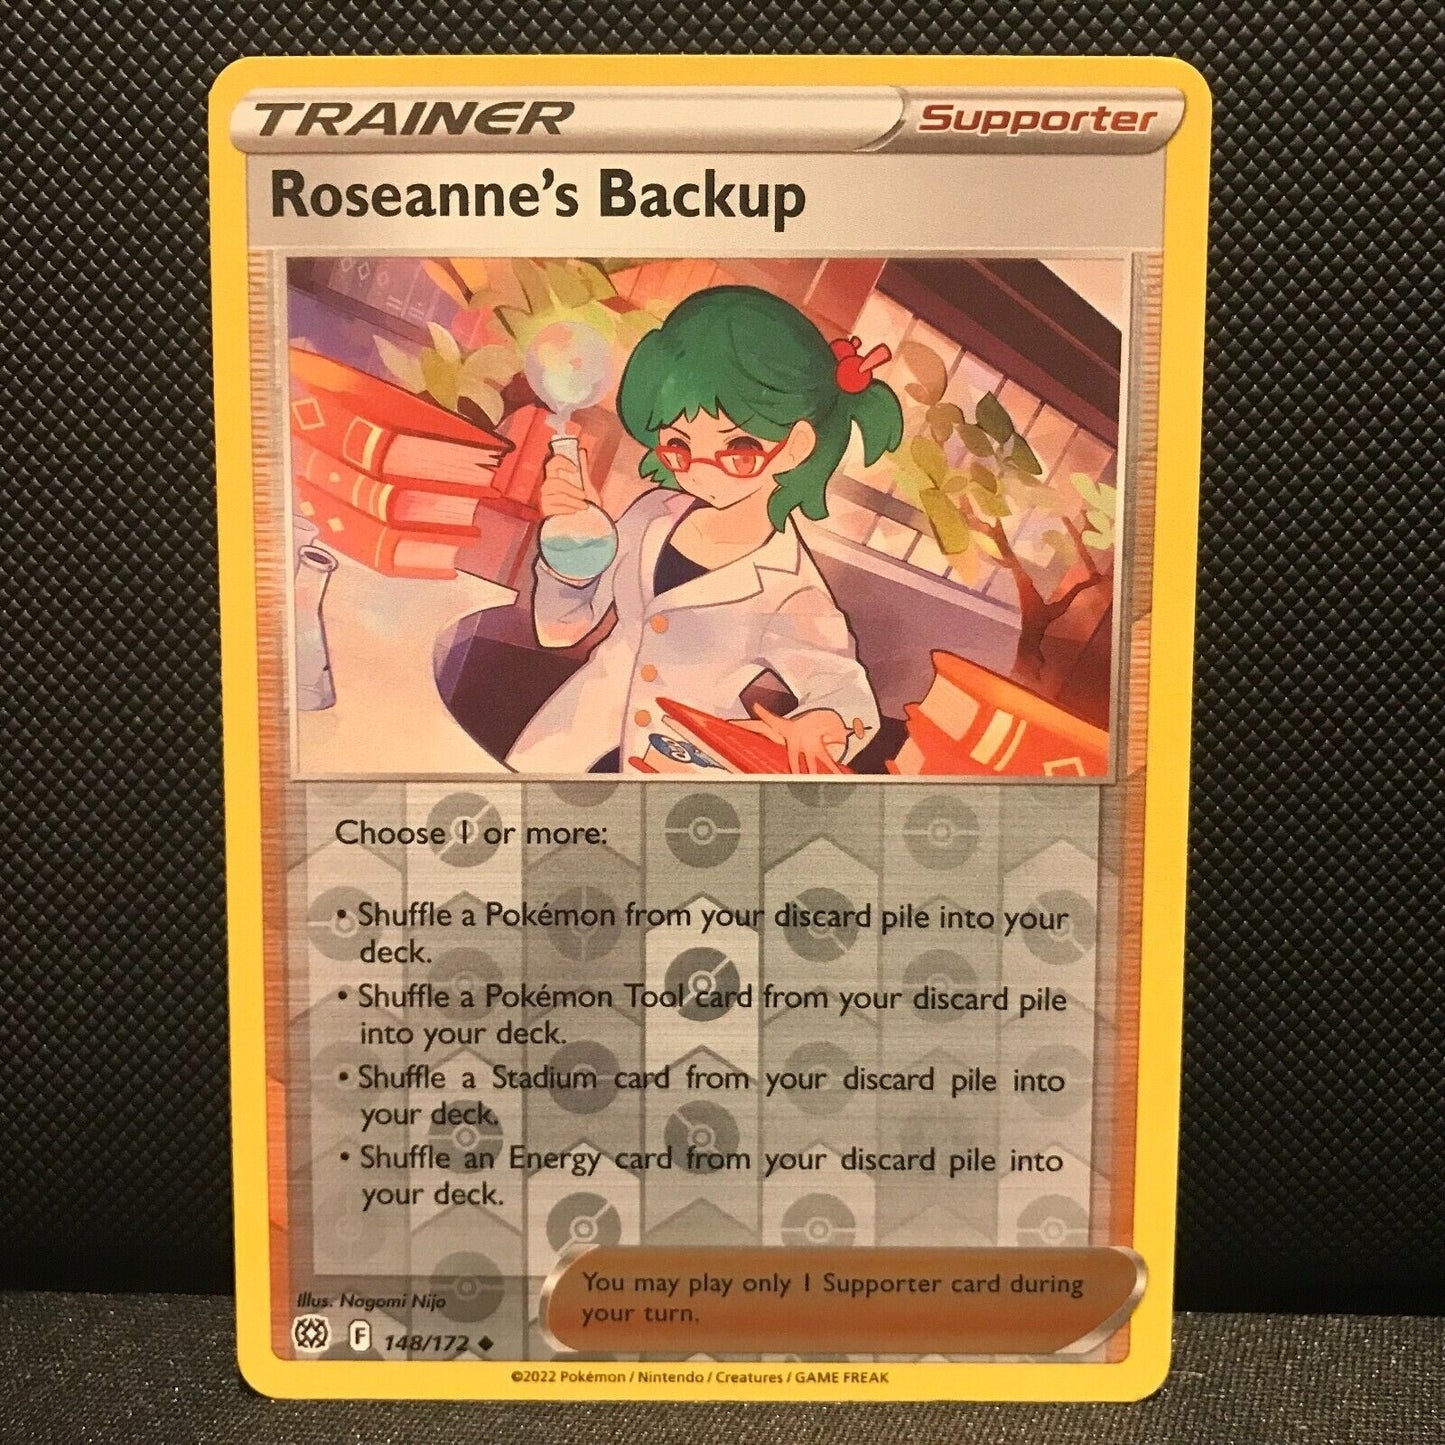 TRAINER Supporter
Roseanne's Backup
Choose 1 or more:
• Shuffle a Pokémon from your discard pile into your
deck.
• Shuffle a Pokémon Tool card from your discard pile
into your deck.
• Shuffle a Stadium card from your discard pile into
your deck.
• Shuffle an Energy card from your discard pile into
your deck.
You may play only 1 Supporter card during
your turn.
Illus. Nagomi Nijo
F 148/172
©2022 Pokémon / Nintendo / Creatures / GAME FREAK